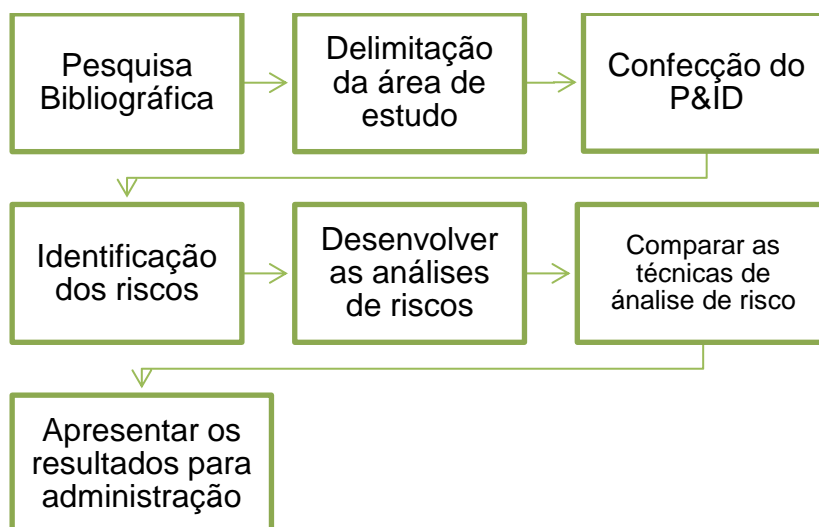 Pesquisa
Bibliográfica
Delimitação
da área de
estudo
Confecção do
P&ID
Identificação
dos riscos
Desenvolver
as análises
de riscos
Comparar as
técnicas de
ánalise de risco
Apresentar os
resultados para
administração